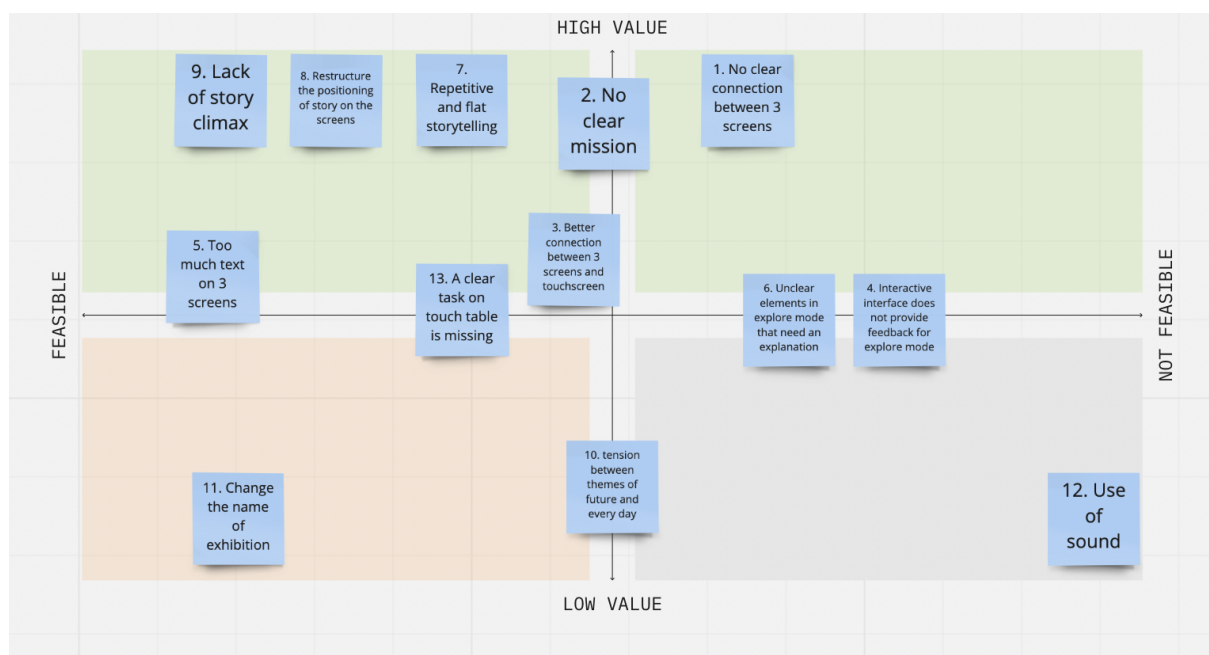 HIGH VALUE
9. Lack
of story
climax
8. Restructure
the positioning
of story on the
screens
7.
Repetitive
and flat
storytelling
2. No
clear
mission
1. No clear
connection
between 3
screens
5. Too
much text
on 3
screens
13. A clear
task on
touch table
is missing
3. Better
connection
between 3
screens and
touchscreen
6. Unclear
elements in
explore mode
that need an
explanation
4. Interactive
interface does
not provide
feedback for
explore mode
FEASIBLE
NOT FEASIBLE
11. Change
the name
of
exhibition
10. tension
between
themes of
future and
every day
12. Use
of
sound
LOW VALUE